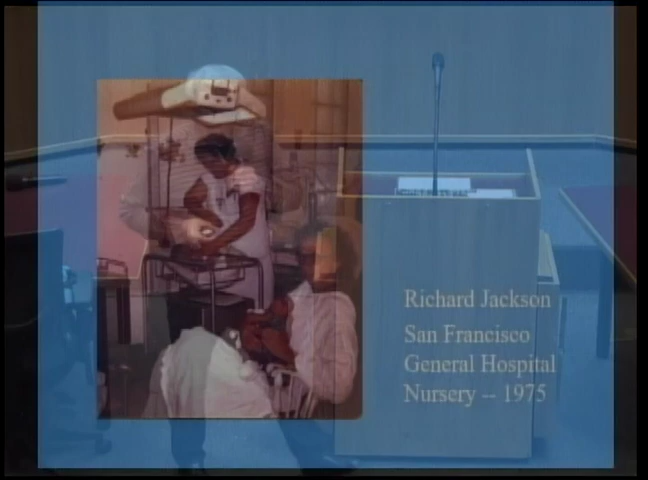 Richard Jackson
San Francisco
General Hospital
Nursery -- 1975